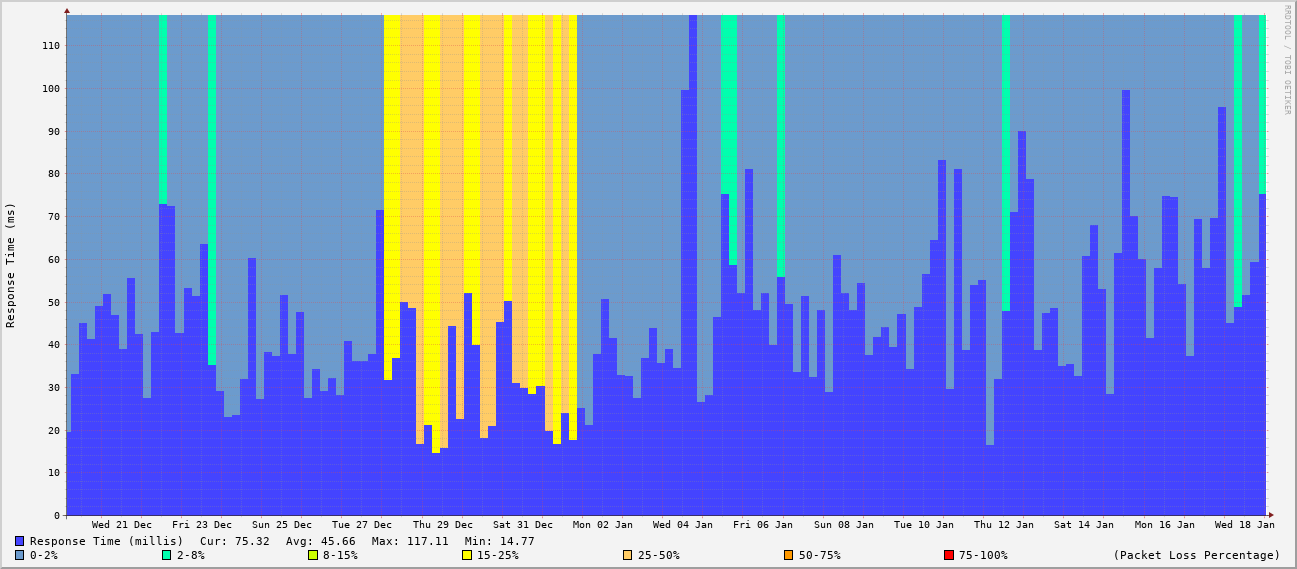 RRDTOOL / TOBI OETIKER
Response Time (ms)
110
100
90
80
70
60
50
40
30
20
10
0
Wed 21 Dec Fri 23 Dec Sun 25 Dec Tue 27 Dec Thu 29 Dec Sat 31 Dec Mon 02 Jan Wed 04 Jan Fri 06 Jan Sun 08 Jan Tue 10 Jan Thu 12 Jan Sat 14 Jan Mon 16 Jan Wed 18 Jan
Response Time (millis) Cur: 75.32 Avg: 45.66 Max: 117.11 Min: 14.77
0-2% 2-8% 8-15% 15-25% 25-50% 50-75% 75-100% (Packet Loss Percentage)